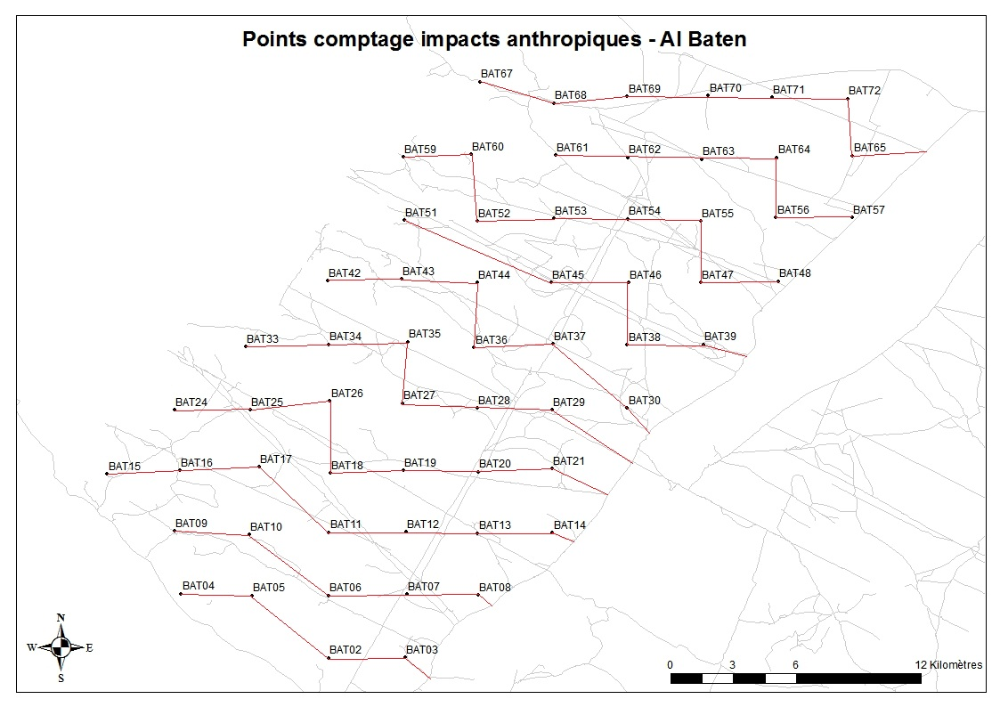 Points comptage impacts anthropiques - Al Baten
BAT67
BAT68
BAT69
BAT70
BAT71
BAT72
BAT59
BAT60
BAT61
BAT62
BAT63
BAT64
BAT65
BAT51
BAT52
BAT53
BAT54
BAT55
BAT56
BAT57
BAT42
BAT43
BAT44
BAT45
BAT46
BAT47
BAT48
BAT33
BAT34
BAT35
BAT36
BAT37
BAT38
BAT39
BAT24
BAT25
BAT26
BAT27
BAT28
BAT29
BAT30
BAT15
BAT16
BAT17
BAT18
BAT19
BAT20
BAT21
BAT09
BAT10
BAT11
BAT12
BAT13
BAT14
BAT04
BAT05
BAT06
BAT07
BAT08
BAT02
BAT03
N
W E
S
0 3 6 12 Kilomètres